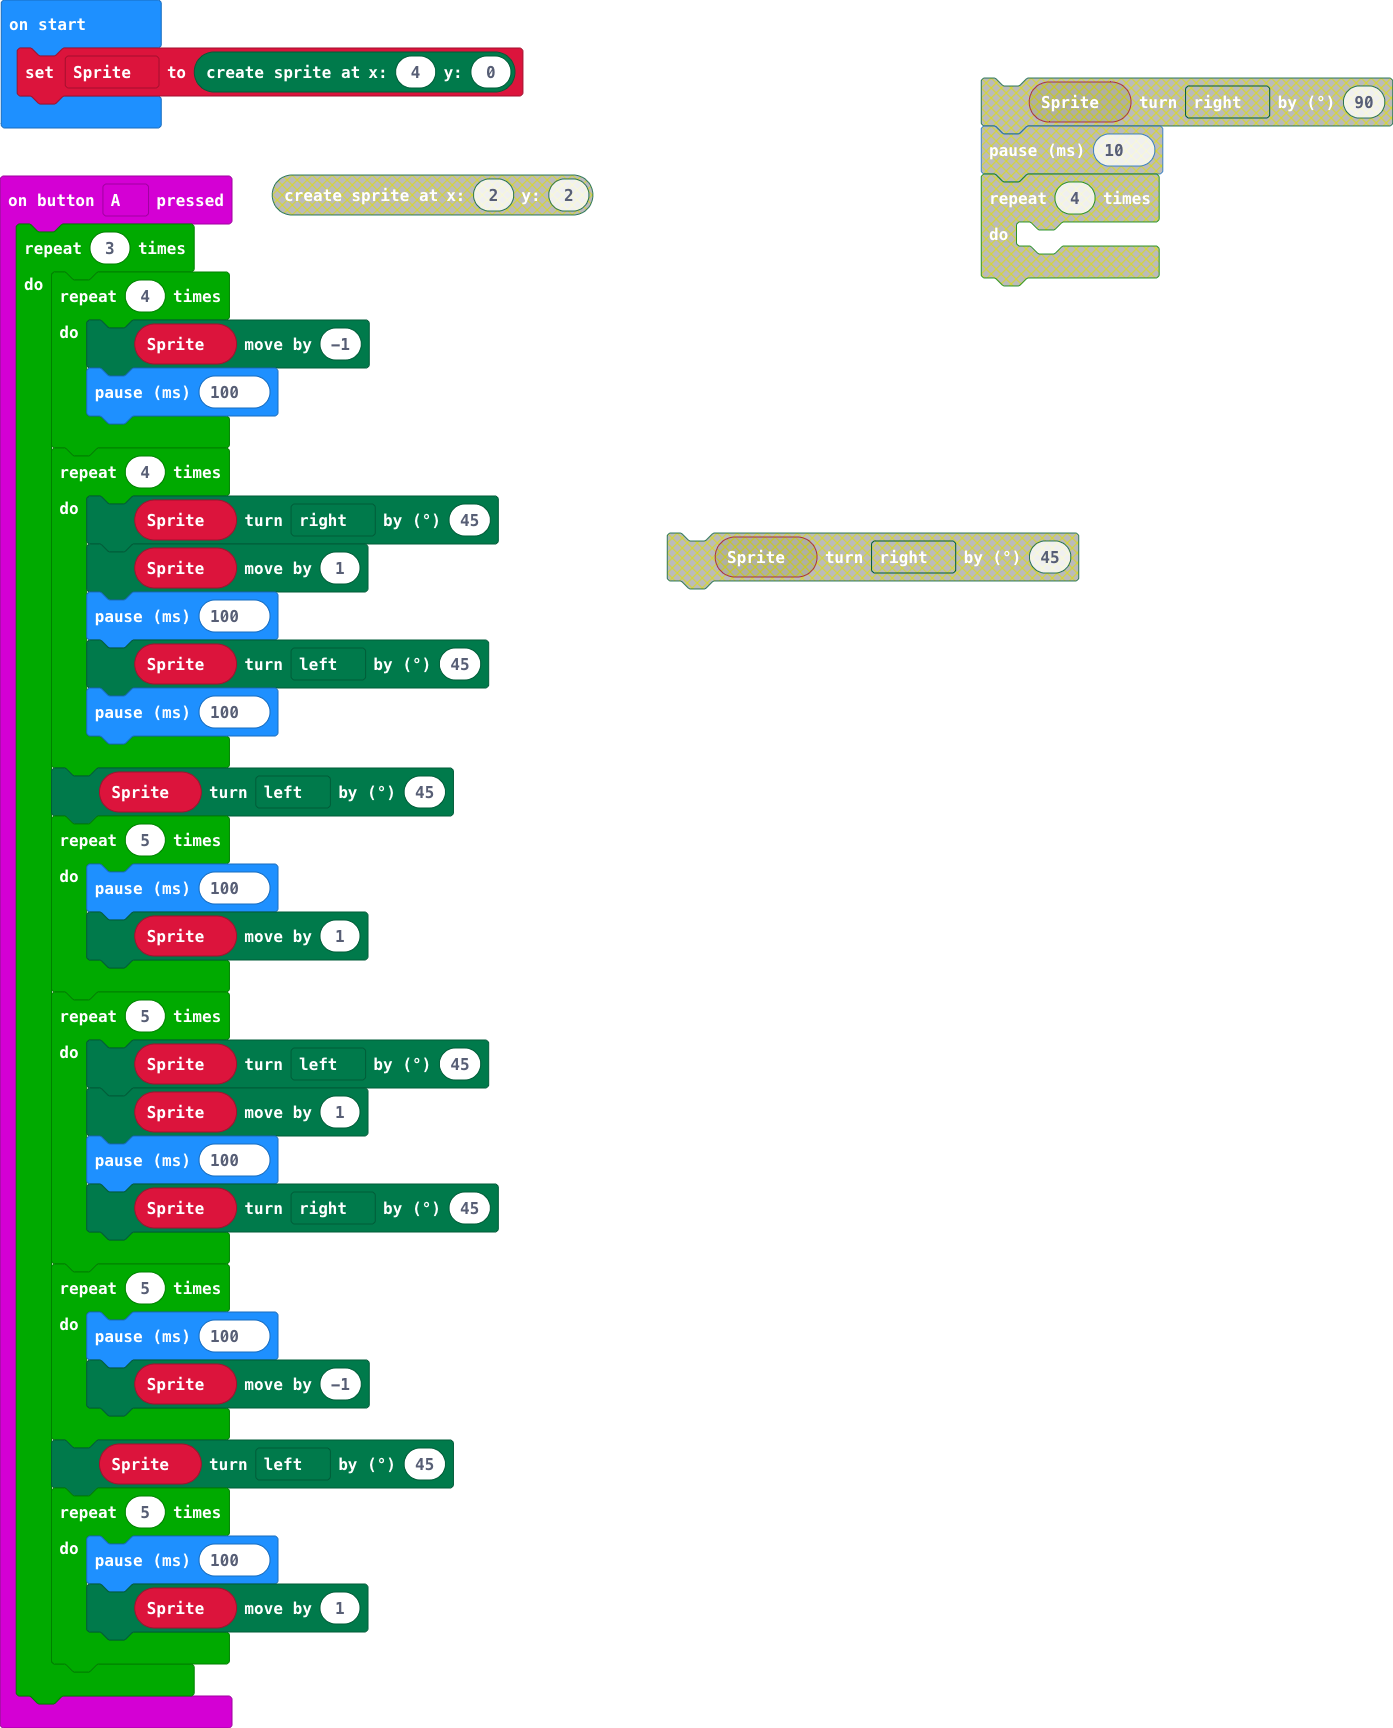 on start
set Sprite to create sprite at x: 4 y: 0
Sprite turn right by (°) 90
pause (ms) 10
repeat 4 times
do
on button A pressed
create sprite at x: 2 y: 2
repeat 3 times
do
repeat 4 times
do
Sprite move by -1
pause (ms) 100
repeat 4 times
do
Sprite turn right by (°) 45
Sprite move by 1
pause (ms) 100
Sprite turn left by (°) 45
pause (ms) 100
Sprite turn right by (°) 45
Sprite turn left by (°) 45
repeat 5 times
do
pause (ms) 100
Sprite move by 1
repeat 5 times
do
Sprite turn left by (°) 45
Sprite move by 1
pause (ms) 100
Sprite turn right by (°) 45
repeat 5 times
do
pause (ms) 100
Sprite move by -1
Sprite turn left by (°) 45
repeat 5 times
do
pause (ms) 100
Sprite move by 1